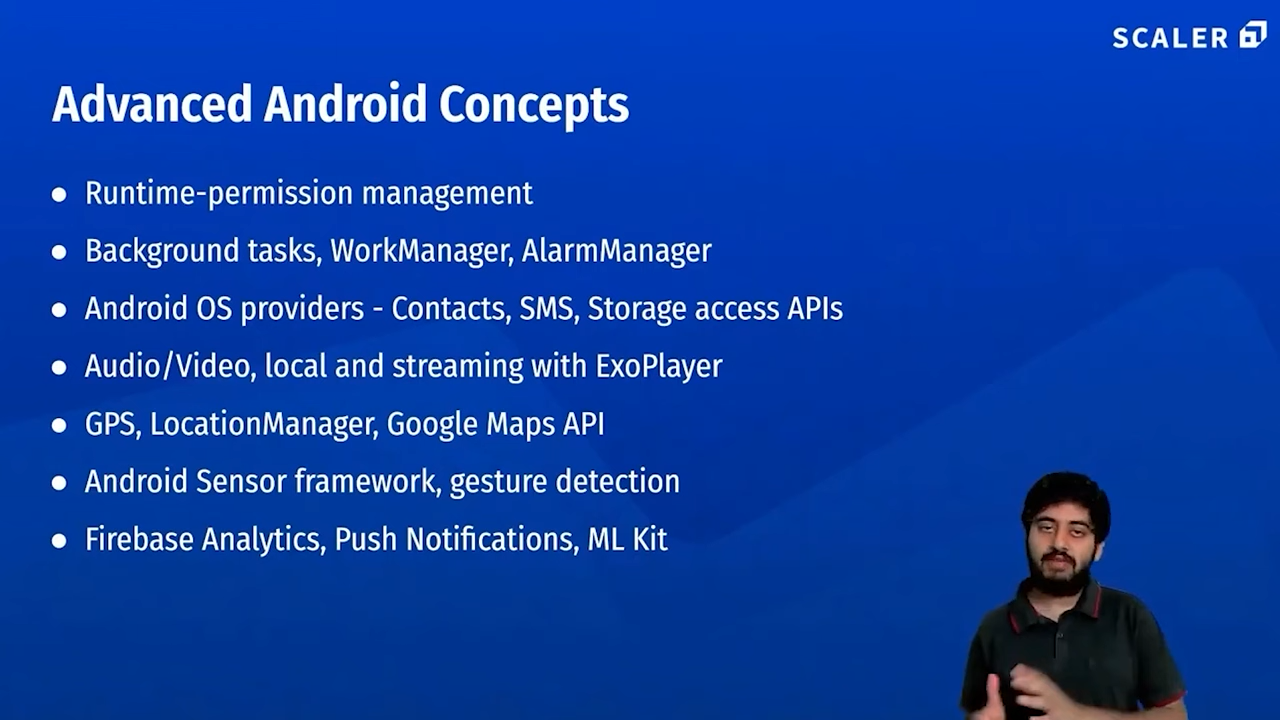 SCALER
Advanced Android Concepts
● Runtime-permission management
● Background tasks, WorkManager, AlarmManager
● Android OS providers - Contacts, SMS, Storage access APIs
● Audio/Video, local and streaming with ExoPlayer
● GPS, LocationManager, Google Maps API
● Android Sensor framework, gesture detection
● Firebase Analytics, Push Notifications, ML Kit